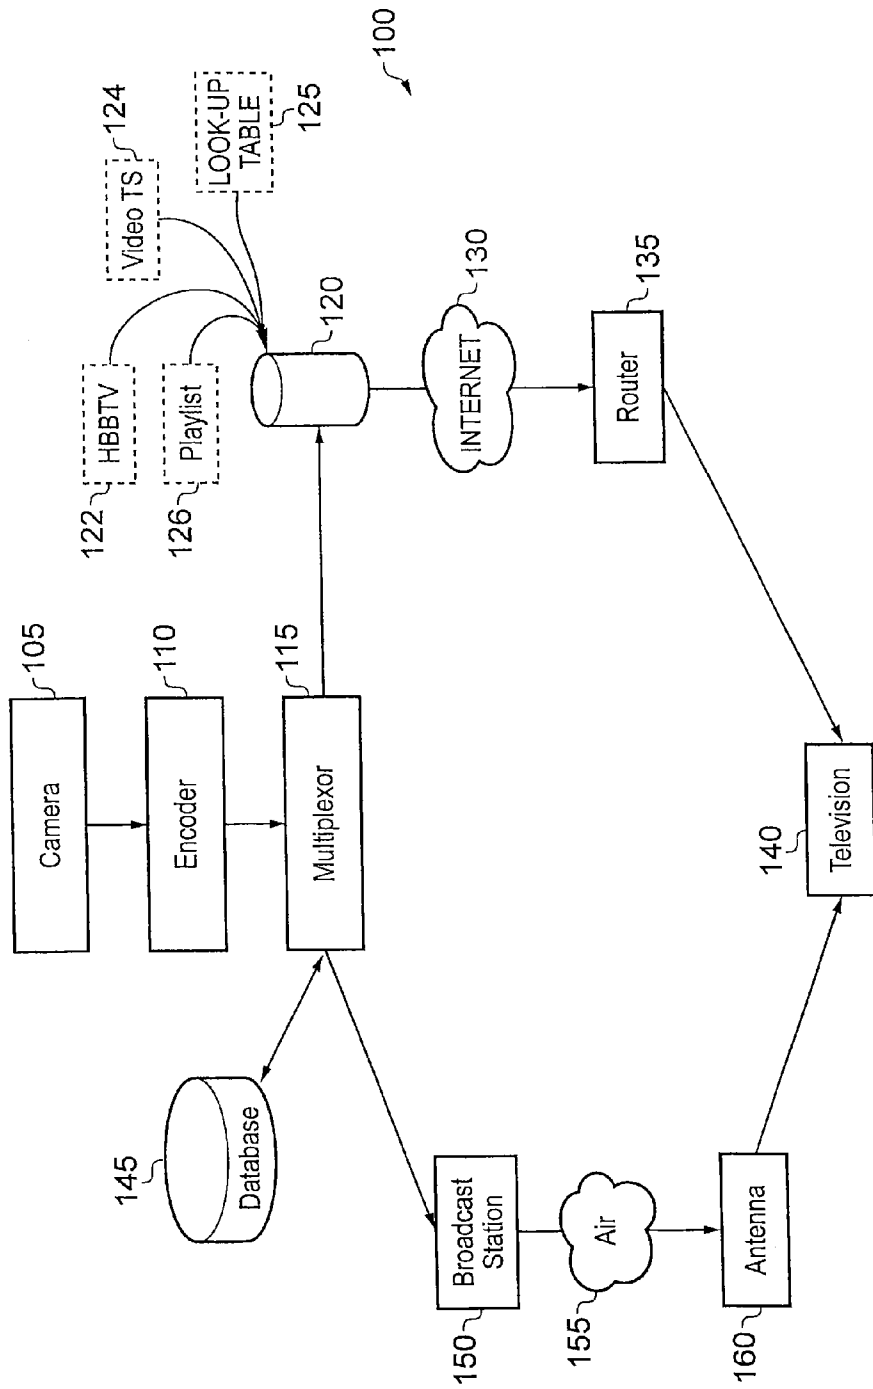 100
Camera
105
Encoder
110
Multiplexor
115
145
Database
122
HBBTV
Video TS
124
126
Playlist
LOOK-UP
TABLE
125
120
INTERNET
130
Router
135
150
Broadcast
Station
155
Air
160
Antenna
140
Television